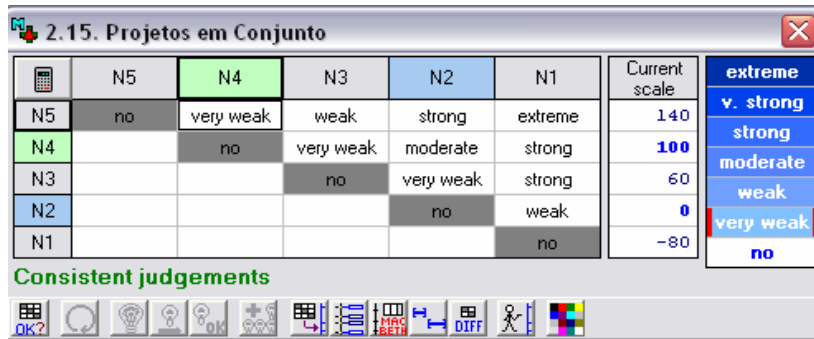 2.15. Projetos em Conjunto
N5 N4 N3 N2 N1 Current scale
N5 no very weak weak strong extreme 140
N4 no very weak moderate strong 100
N3 no very weak strong 60
N2 no weak 0
N1 no -80
extreme
v. strong
strong
moderate
weak
very weak
no
Consistent judgements
OK? OK MAC BETH DIFF